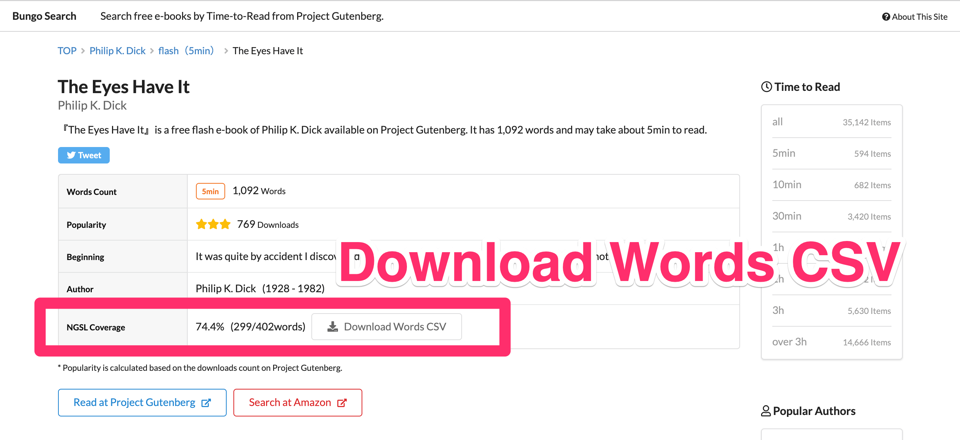 Bungo Search Search free e-books by Time-to-Read from Project Gutenberg. About This Site
TOP > Philip K. Dick > flash（5min） > The Eyes Have It
The Eyes Have It
Philip K. Dick
『The Eyes Have It』is a free flash e-book of Philip K. Dick available on Project Gutenberg. It has 1,092 words and may take about 5min to read.
Tweet
Words Count 5min 1,092 Words
Popularity 769 Downloads
Beginning It was quite by accident I not
Author Philip K. Dick (1928 - 1982)
NGSL Coverage 74.4% (299/402words) Download Words CSV
* Popularity is calculated based on the downloads count on Project Gutenberg.
Read at Project Gutenberg Search at Amazon
Download Words CSV
Time to Read
all 35,142 Items
5min 594 Items
10min 682 Items
30min 3,420 Items
1h
3h 5,630 Items
over 3h 14,666 Items
Popular Authors